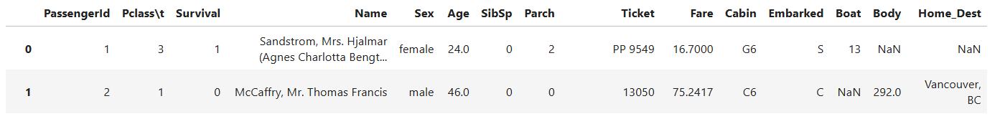 PassengerId Pclass\t Survival Name Sex Age SibSp Parch Ticket Fare Cabin Embarked Boat Body Home_Dest
0 1 3 1 Sandstrom, Mrs. Hjalmar (Agnes Charlotta Bengt... female 24.0 0 2 PP 9549 16.7000 G6 S 13 NaN NaN
1 2 1 0 McCaffry, Mr. Thomas Francis male 46.0 0 0 13050 75.2417 C6 C NaN 292.0 Vancouver, BC